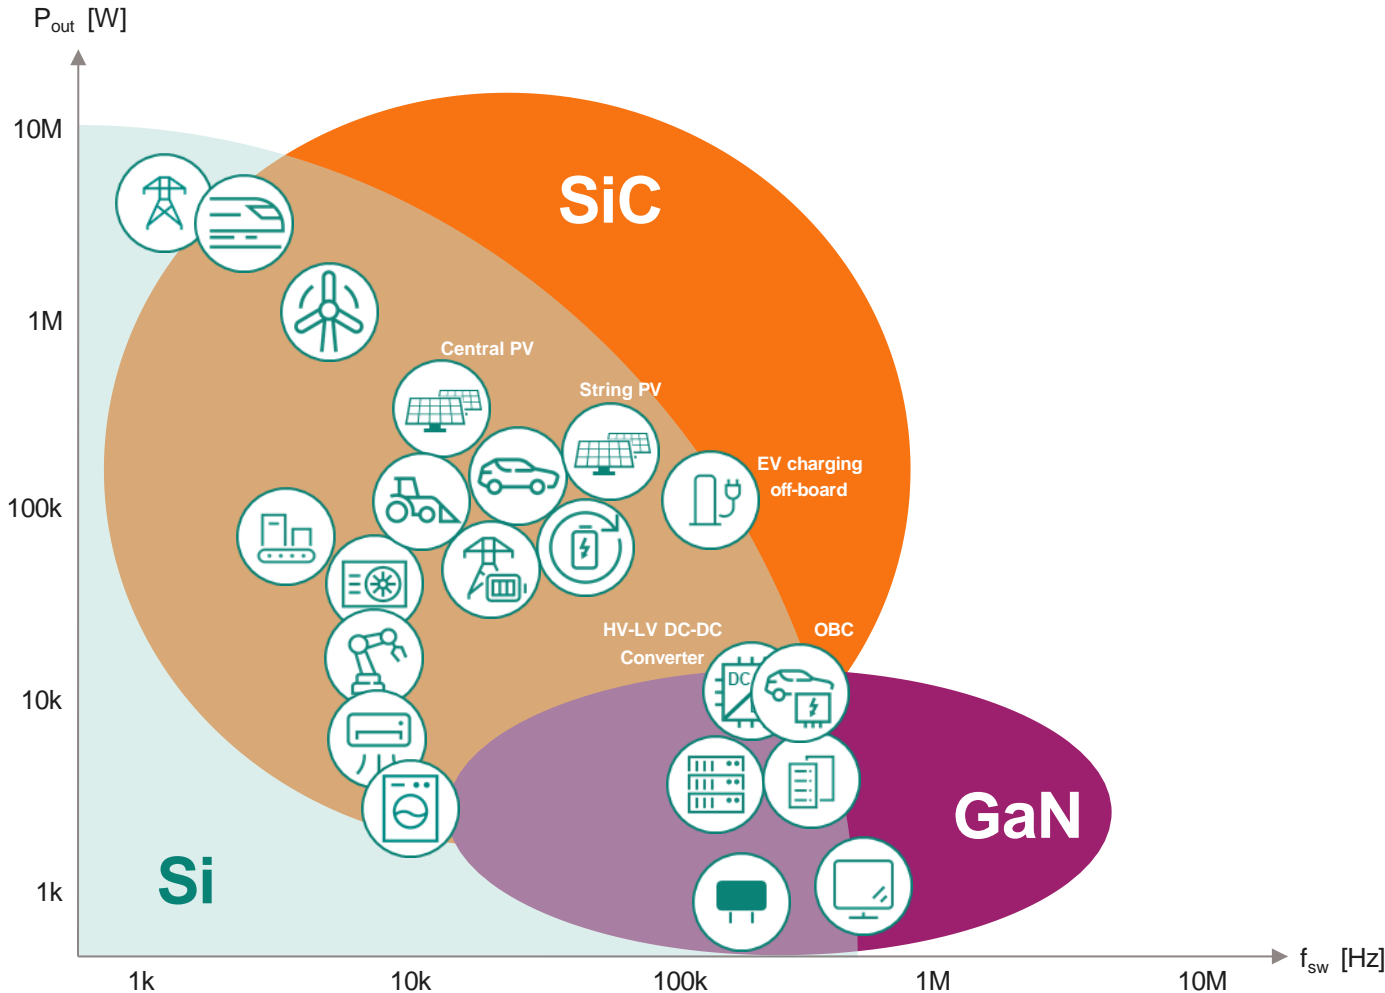 Pout [W]
10M
SiC
1M
Central PV
String PV
EV charging
off-board
100k
HV-LV DC-DC
Converter
OBC
DC
10k
GaN
Si
1k
fsw [Hz]
1k
10k
100k
1M
10M